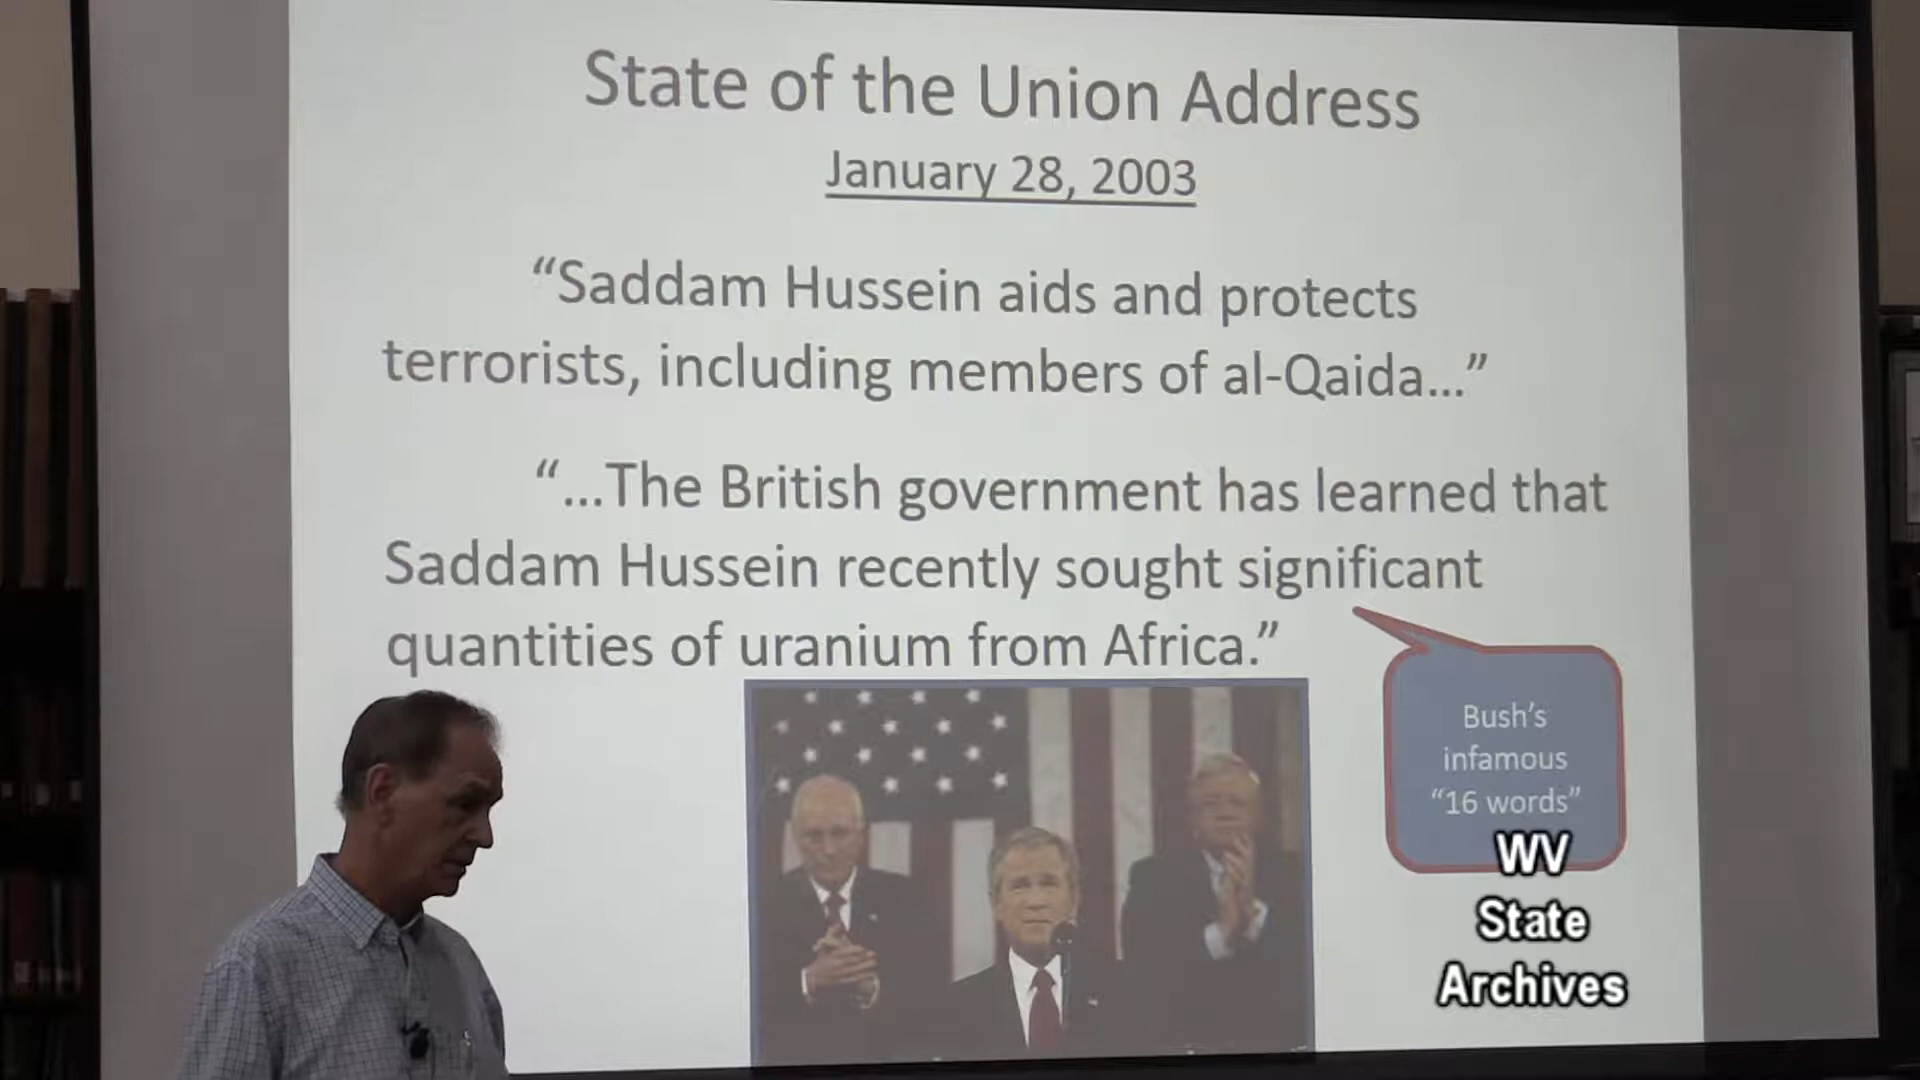 State of the Union Address
January 28, 2003
“Saddam Hussein aids and protects
terrorists, including members of al-Qaida...”
“...The British government has learned that
Saddam Hussein recently sought significant
quantities of uranium from Africa.”
Bush’s
infamous
“16 words”
WV
State
Archives